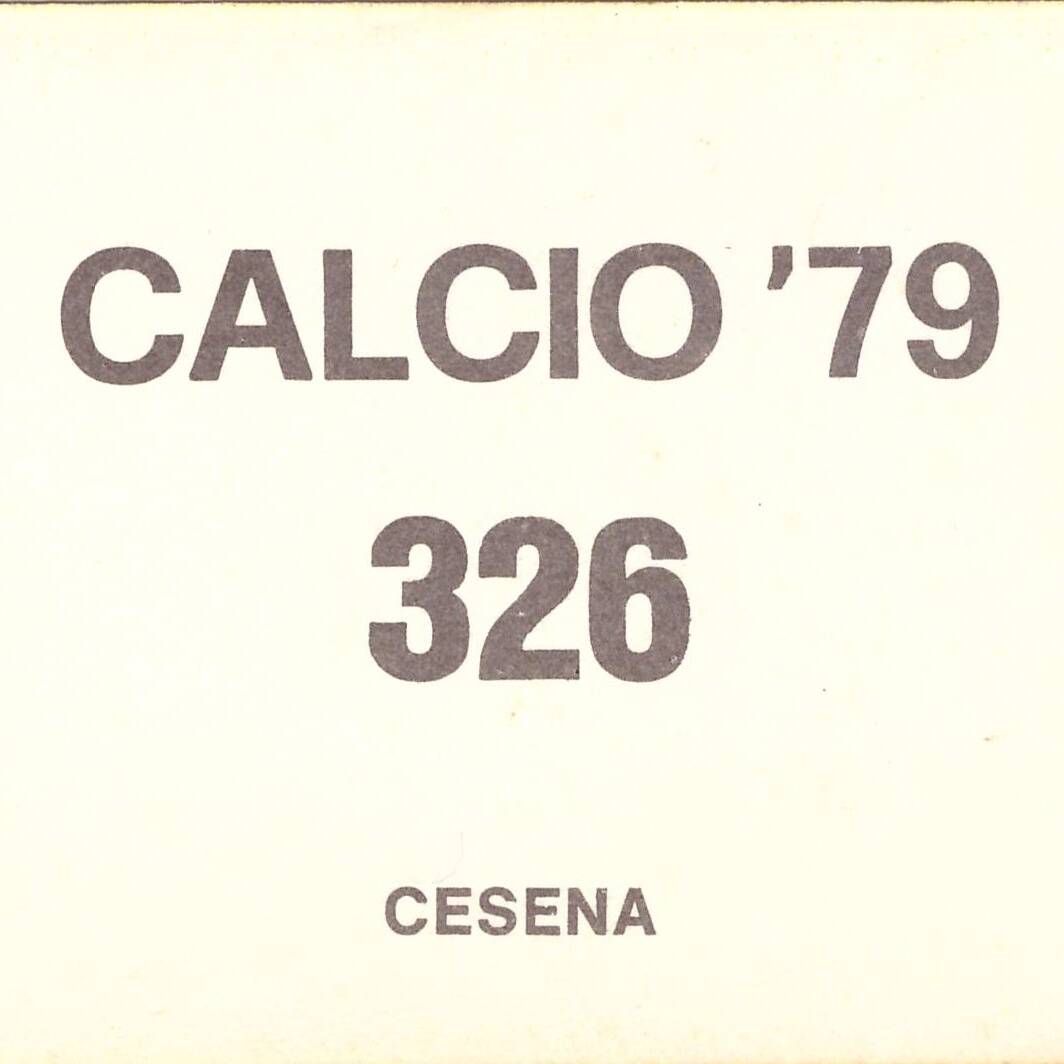 CALCIO '79
326
CESENA